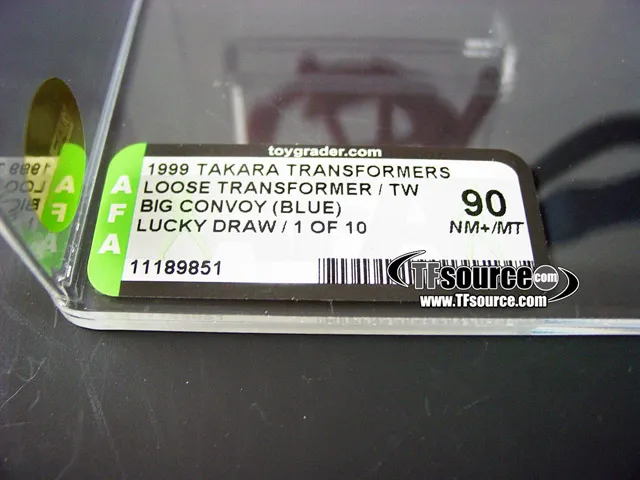 toygrader.com
AFA
1999 TAKARA TRANSFORMERS
LOOSE TRANSFORMER / TW
BIG CONVOY (BLUE)
LUCKY DRAW / 1 OF 10
90
NM+/MT
11189851
TFsource.com
www.TFsource.com